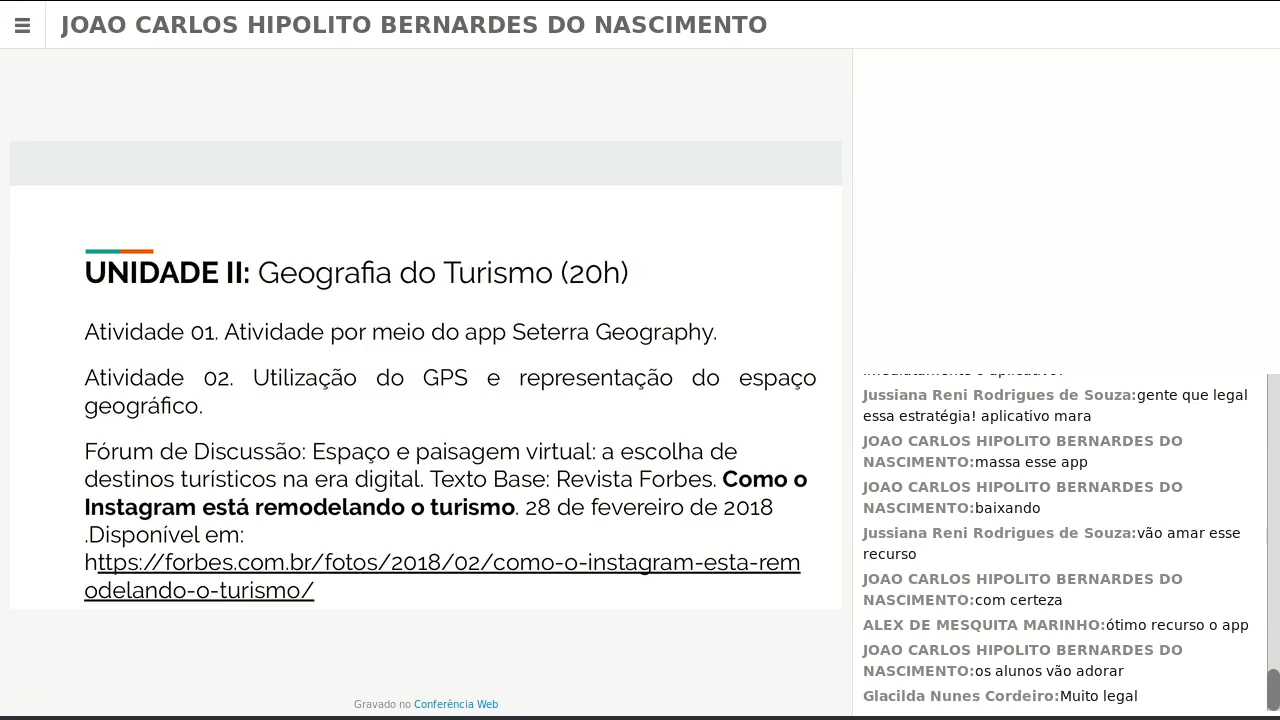 JOAO CARLOS HIPOLITO BERNARDES DO NASCIMENTO
UNIDADE II: Geografia do Turismo (20h)
Atividade 01. Atividade por meio do app Seterra Geography.
Atividade 02. Utilização do GPS e representação do espaço
geográfico.
Fórum de Discussão: Espaço e paisagem virtual: a escolha de
destinos turísticos na era digital. Texto Base: Revista Forbes. Como o
Instagram está remodelando o turismo. 28 de fevereiro de 2018
.Disponível em:
https://forbes.com.br/fotos/2018/02/como-o-instagram-esta-rem
odelando-o-turismo/
Gravado no Conferência Web
imediatamente o aplicativo!
Jussiana Reni Rodrigues de Souza:gente que legal
essa estratégia! aplicativo mara
JOAO CARLOS HIPOLITO BERNARDES DO
NASCIMENTO:massa esse app
JOAO CARLOS HIPOLITO BERNARDES DO
NASCIMENTO:baixando
Jussiana Reni Rodrigues de Souza:vão amar esse
recurso
JOAO CARLOS HIPOLITO BERNARDES DO
NASCIMENTO:com certeza
ALEX DE MESQUITA MARINHO:ótimo recurso o app
JOAO CARLOS HIPOLITO BERNARDES DO
NASCIMENTO:os alunos vão adorar
Glacilda Nunes Cordeiro:Muito legal